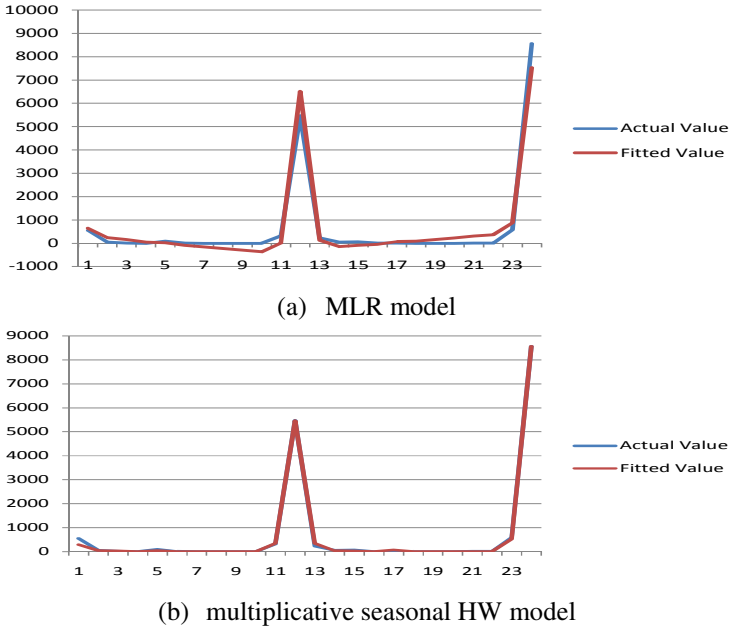 10000
9000
8000
7000
6000
5000
4000
3000
2000
1000
0
-1000
1 3 5 7 9 11 13 15 17 19 21 23
Actual Value
Fitted Value
(a) MLR model
9000
8000
7000
6000
5000
4000
3000
2000
1000
0
1 3 5 7 9 11 13 15 17 19 21 23
Actual Value
Fitted Value
(b) multiplicative seasonal HW model